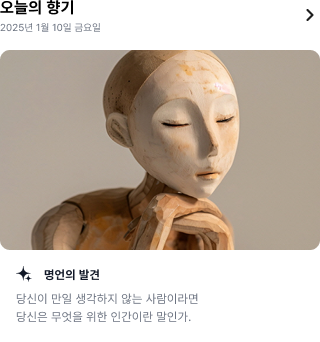 오늘의 향기
2025년 1월 10일 금요일
명언의 발견
당신이 만일 생각하지 않는 사람이라면
당신은 무엇을 위한 인간이란 말인가.